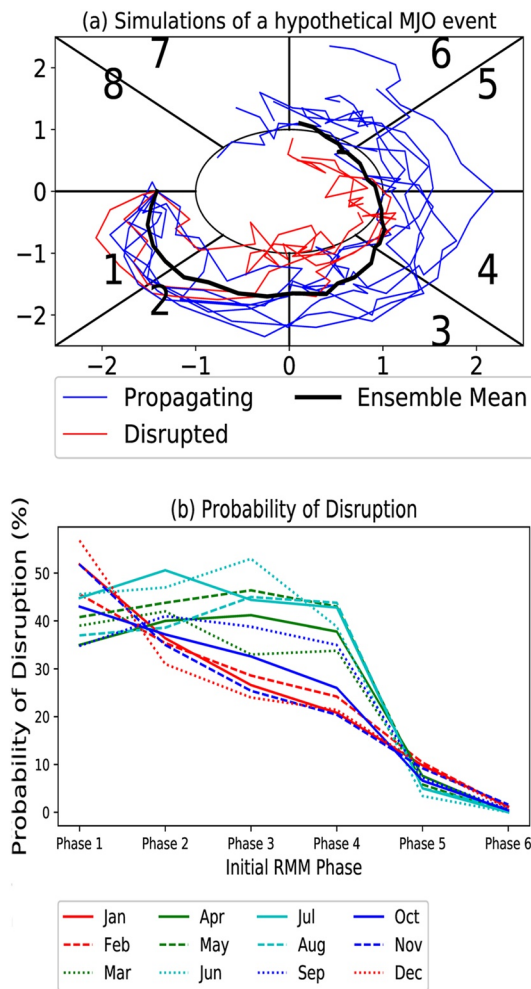 (a) Simulations of a hypothetical MJO event
7 6
8 5
2
1
0
−1
−2
1 4
2 3
−2 −1 0 1 2
Propagating Ensemble Mean
Disrupted
(b) Probability of Disruption
Probability of Disruption (%)
50
40
30
20
10
0
Phase 1 Phase 2 Phase 3 Phase 4 Phase 5 Phase 6
Initial RMM Phase
Jan Apr Jul Oct
Feb May Aug Nov
Mar Jun Sep Dec